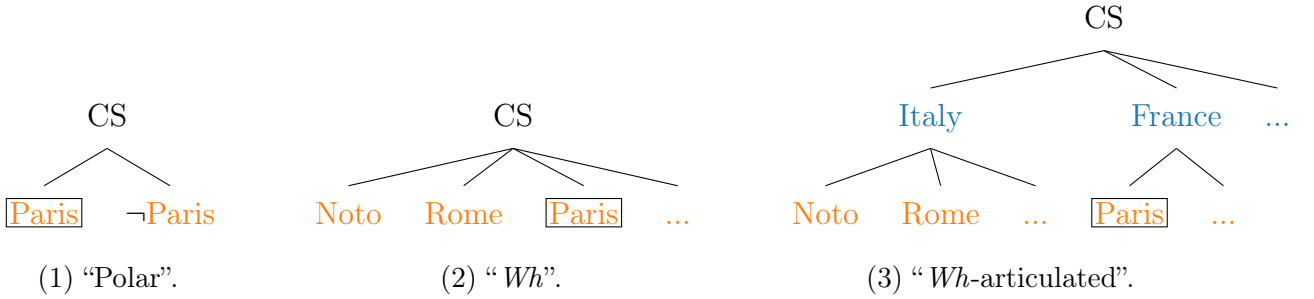 CS
CS
CS
Italy France ...
Paris ¬Paris
Noto Rome Paris ...
Noto Rome ... Paris ...
(1) “Polar”.
(2) “Wh”.
(3) “Wh-articulated”.